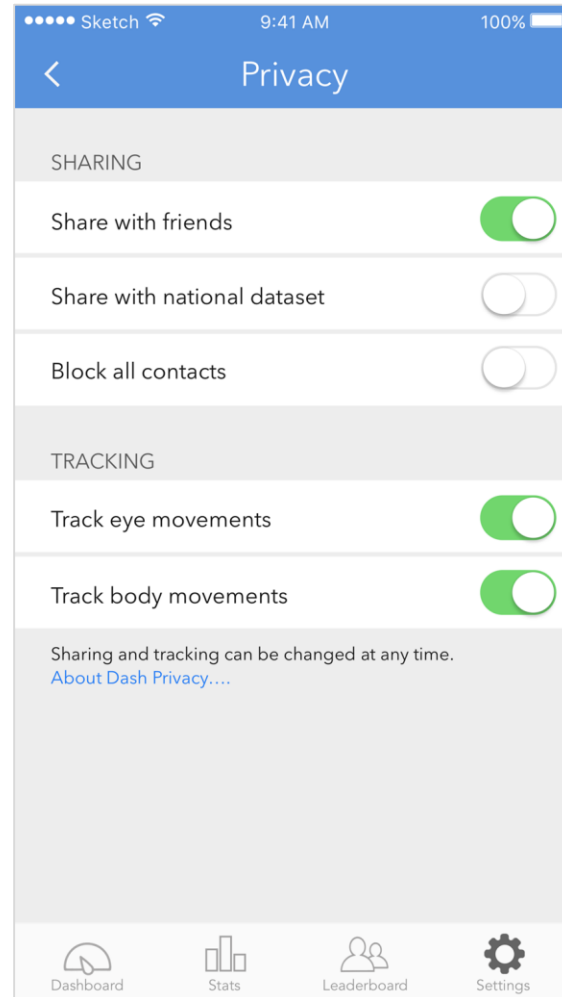 Sketch 9:41 AM 100%
Privacy
SHARING
Share with friends
Share with national dataset
Block all contacts
TRACKING
Track eye movements
Track body movements
Sharing and tracking can be changed at any time.
About Dash Privacy....
Dashboard Stats Leaderboard Settings